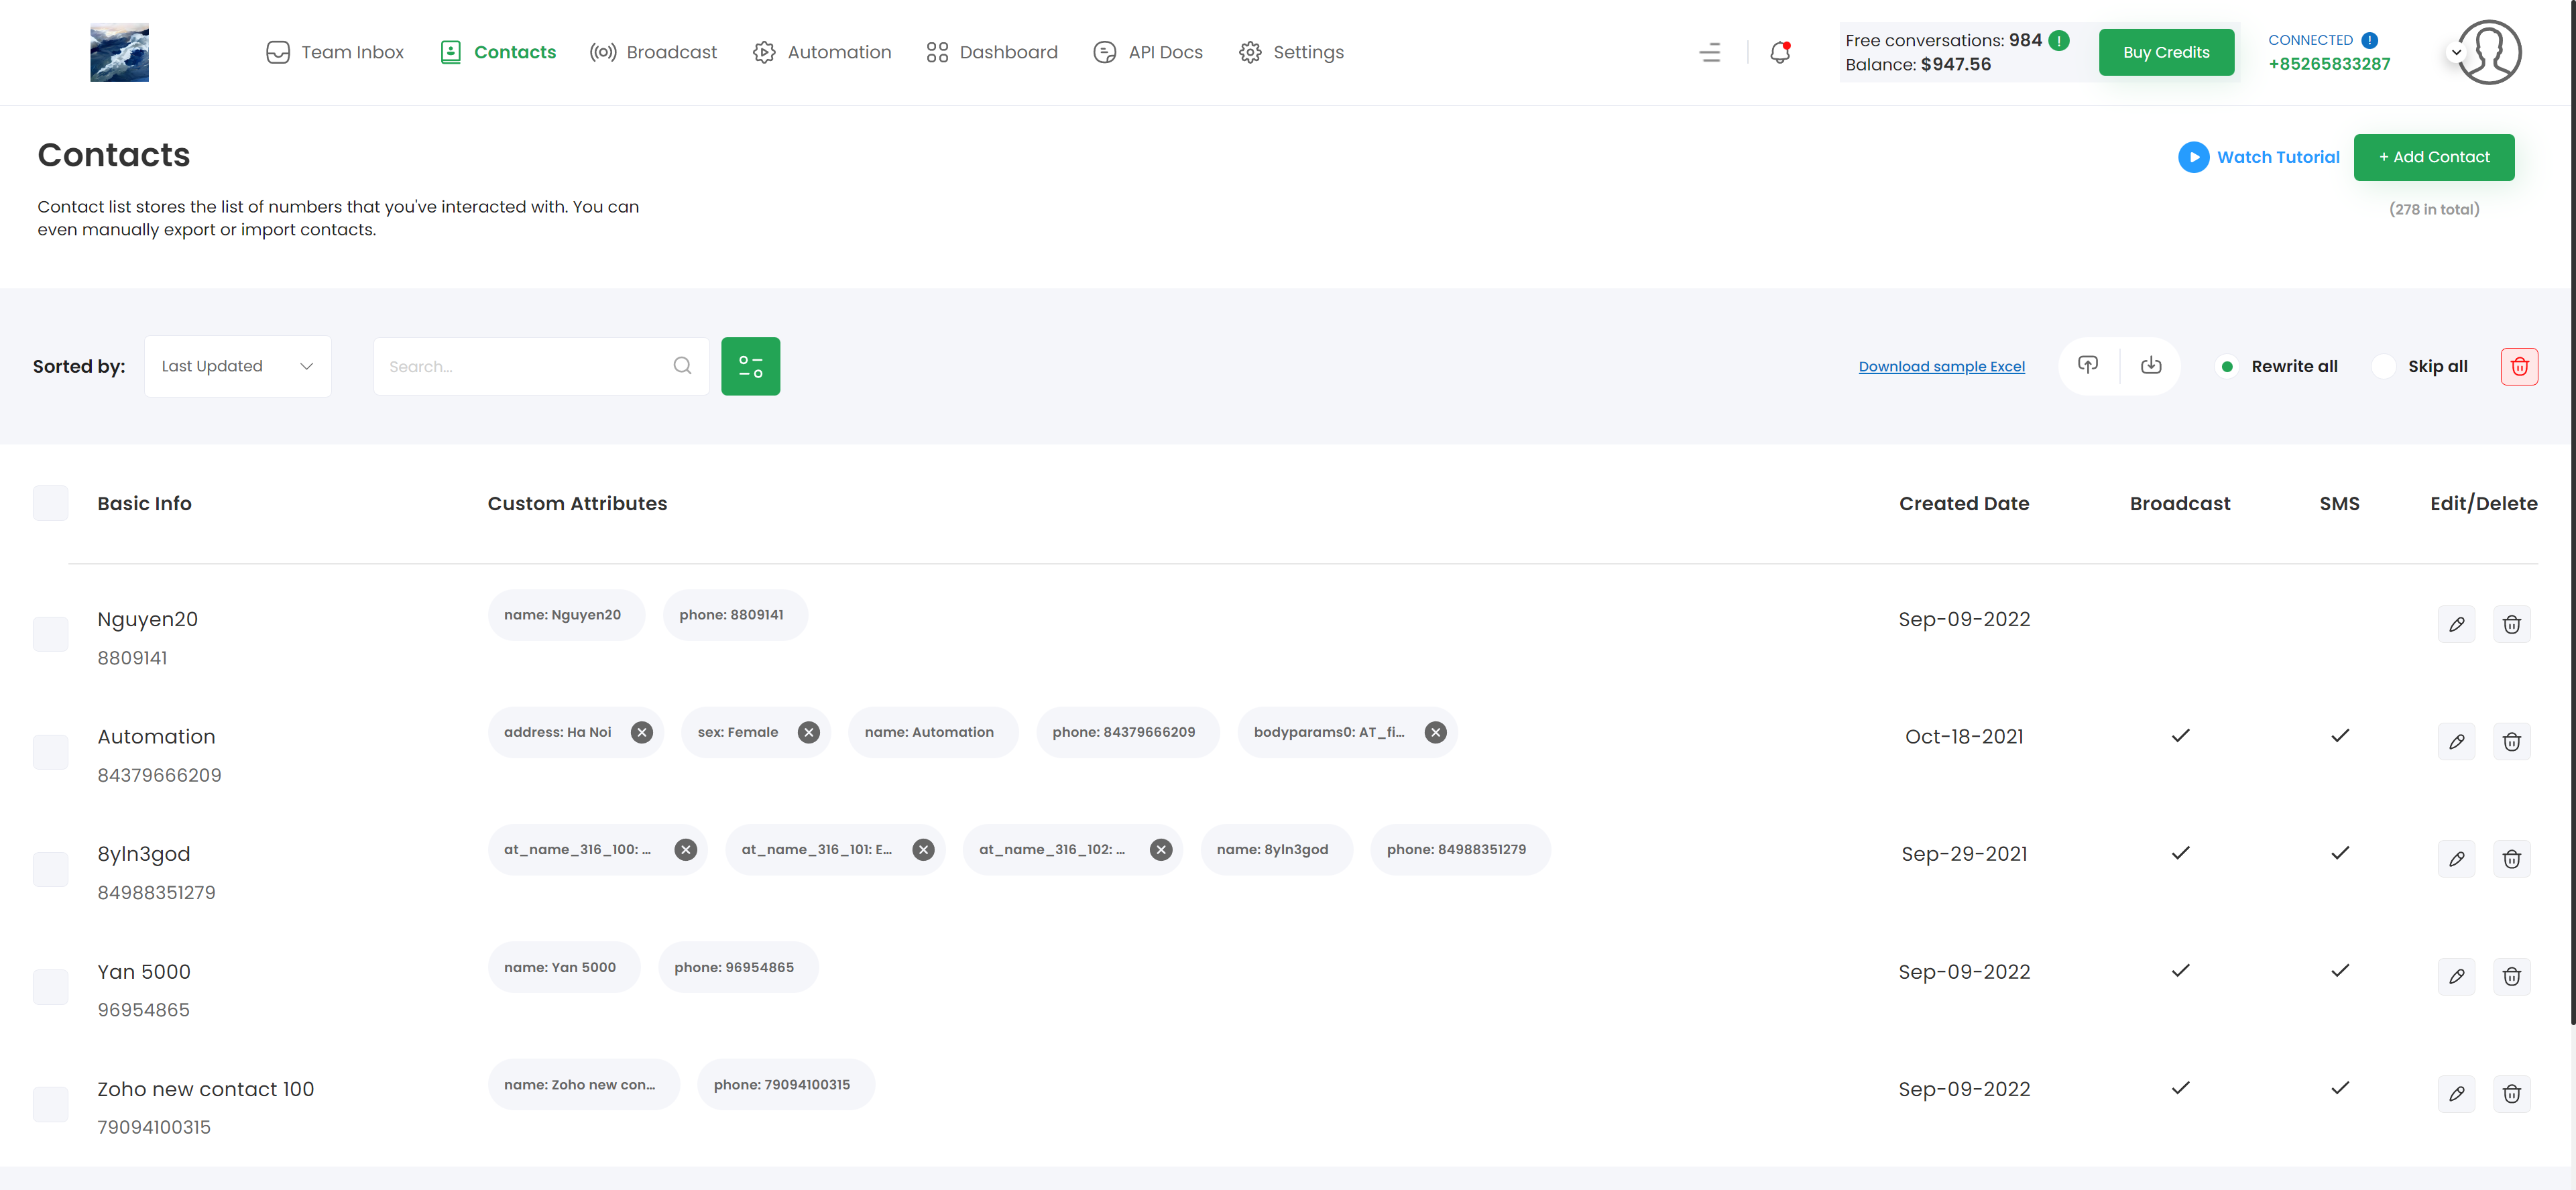 Team Inbox Contacts Broadcast Automation Dashboard API Docs Settings
Free conversations: 984
Balance: $947.56
Buy Credits
CONNECTED
+85265833287
Contacts
Watch Tutorial
+ Add Contact
(278 in total)
Contact list stores the list of numbers that you've interacted with. You can
even manually export or import contacts.
Sorted by: Last Updated Search... Download sample Excel Rewrite all Skip all
Basic Info Custom Attributes Created Date Broadcast SMS Edit/Delete
Nguyen20 name: Nguyen20 phone: 8809141 Sep-09-2022
8809141
Automation address: Ha Noi sex: Female name: Automation phone: 84379666209 bodyparams0: AT_fi... Oct-18-2021
84379666209
8yln3god at_name_316_100: ... at_name_316_101: E... at_name_316_102: ... name: 8yln3god phone: 84988351279 Sep-29-2021
84988351279
Yan 5000 name: Yan 5000 phone: 96954865 Sep-09-2022
96954865
Zoho new contact 100 name: Zoho new con... phone: 79094100315 Sep-09-2022
79094100315